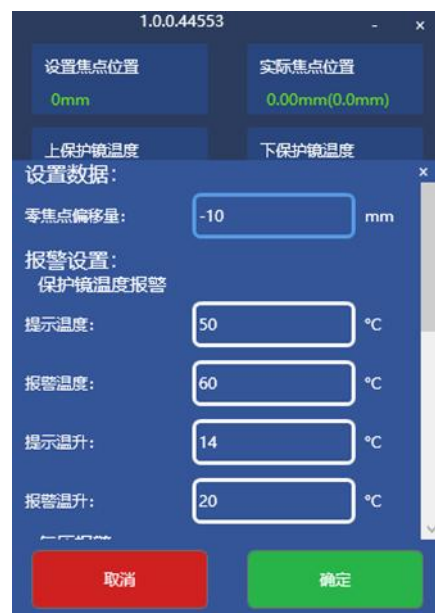 1.0.0.44553
设置焦点位置
0mm
实际焦点位置
0.00mm(0.0mm)
上保护镜温度
下保护镜温度
设置数据：
零焦点偏移量： -10 mm
报警设置：
保护镜温度报警
提示温度： 50 °C
报警温度： 60 °C
提示温升： 14 °C
报警温升： 20 °C
取消
确定